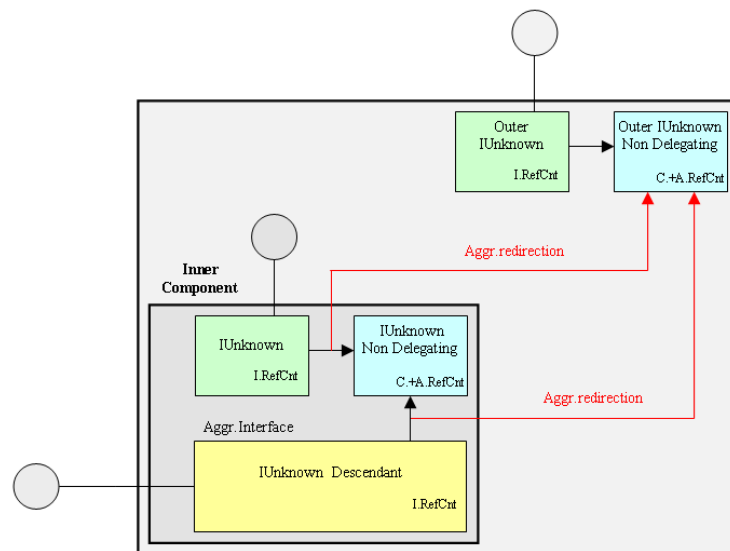 Outer
IUnknown
I.RefCnt
Outer IUnknown
Non Delegating
C.+A.RefCnt
Aggr.redirection
Inner
Component
IUnknown
I.RefCnt
IUnknown
Non Delegating
C.+A.RefCnt
Aggr.redirection
Aggr.Interface
IUnknown Descendant
I.RefCnt